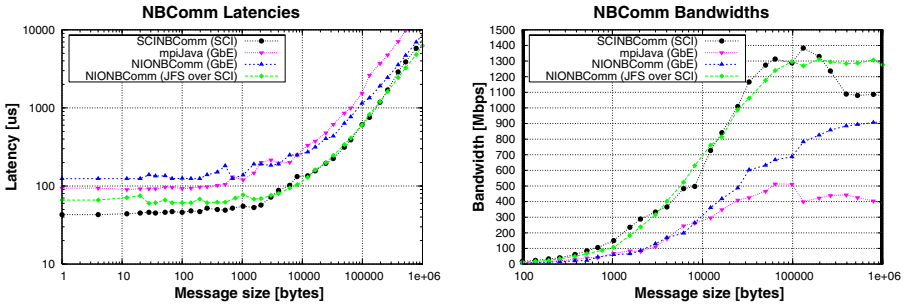 NBComm Latencies
10000
1000
100
10
Latency [us]
SCINBComm (SCI)
mpiJava (GbE)
NIONBComm (GbE)
NIONBComm (JFS over SCI)
1
10
100
1000
10000
100000
1e+06
Message size [bytes]
NBComm Bandwidths
1500
1400
1300
1200
1100
1000
900
800
700
600
500
400
300
200
100
0
Bandwidth [Mbps]
SCINBComm (SCI)
mpiJava (GbE)
NIONBComm (GbE)
NIONBComm (JFS over SCI)
100
1000
10000
100000
1e+06
Message size [bytes]